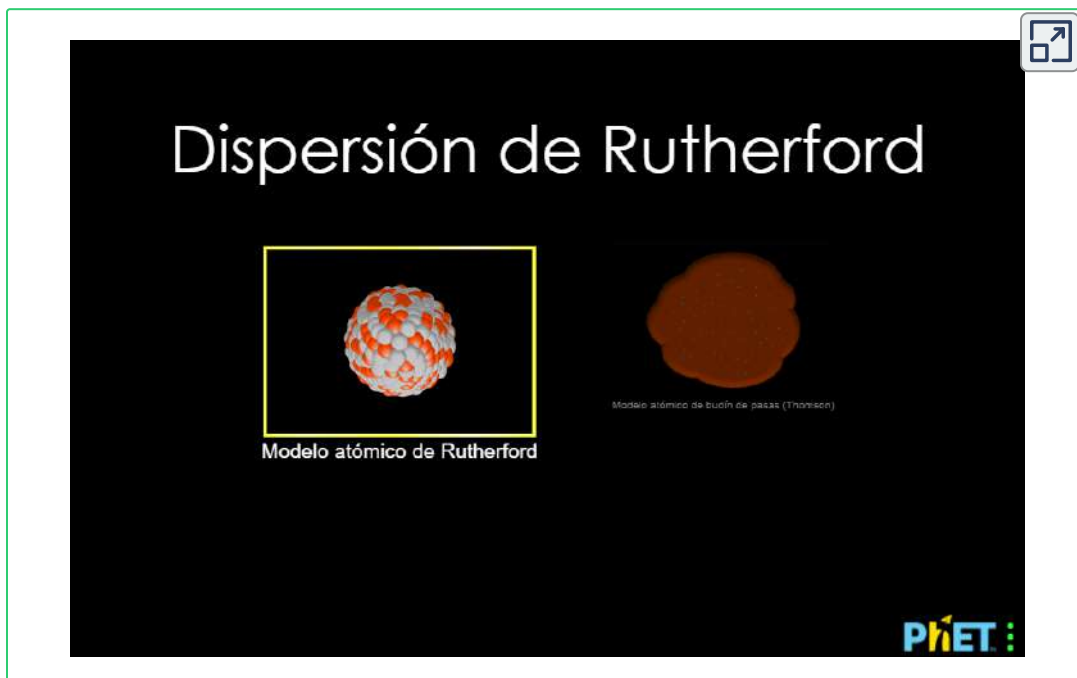 Dispersión de Rutherford
Modelo atómico de Rutherford
Modelo atómico de budín de pasas (Thomson)
PhET